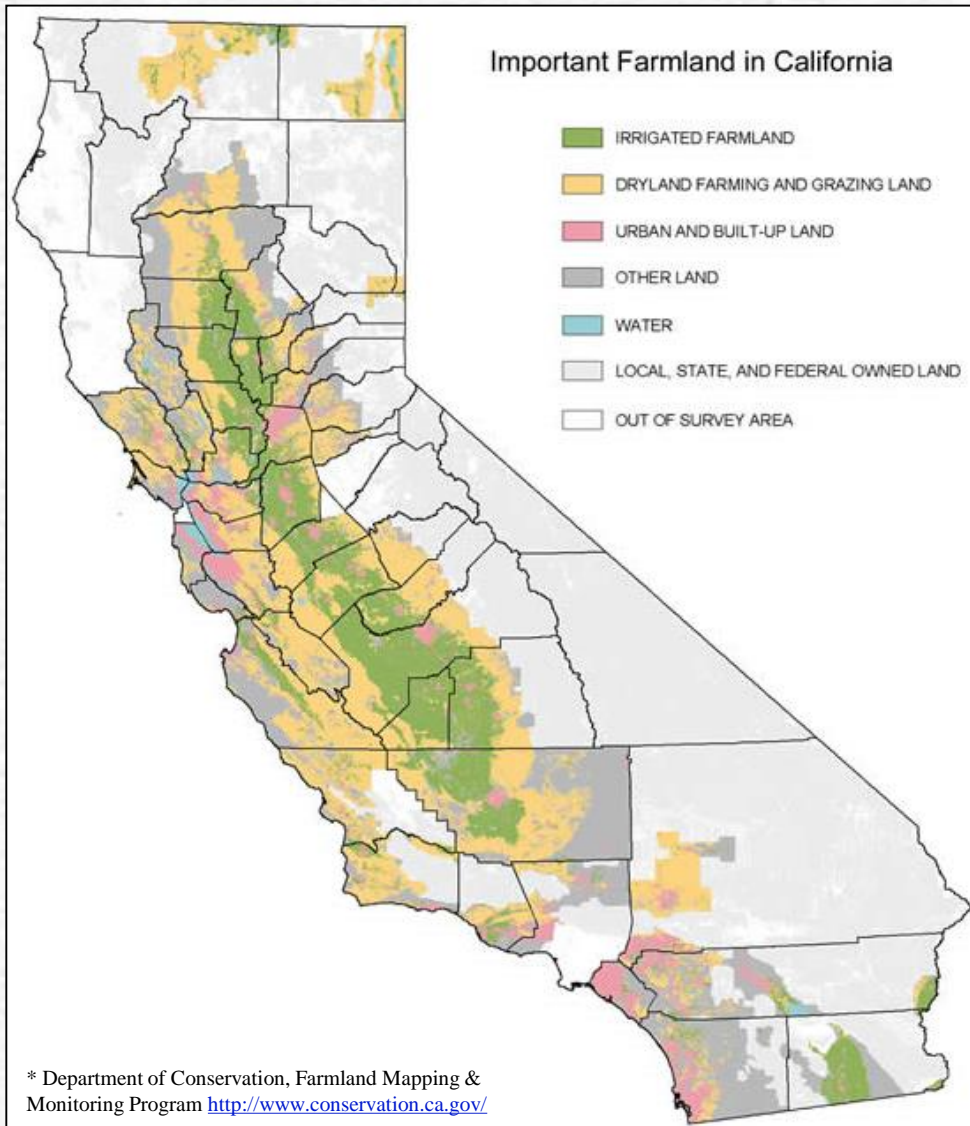 Important Farmland in California
IRRIGATED FARMLAND
DRYLAND FARMING AND GRAZING LAND
URBAN AND BUILT-UP LAND
OTHER LAND
WATER
LOCAL, STATE, AND FEDERAL OWNED LAND
OUT OF SURVEY AREA
* Department of Conservation, Farmland Mapping &
Monitoring Program http://www.conservation.ca.gov/